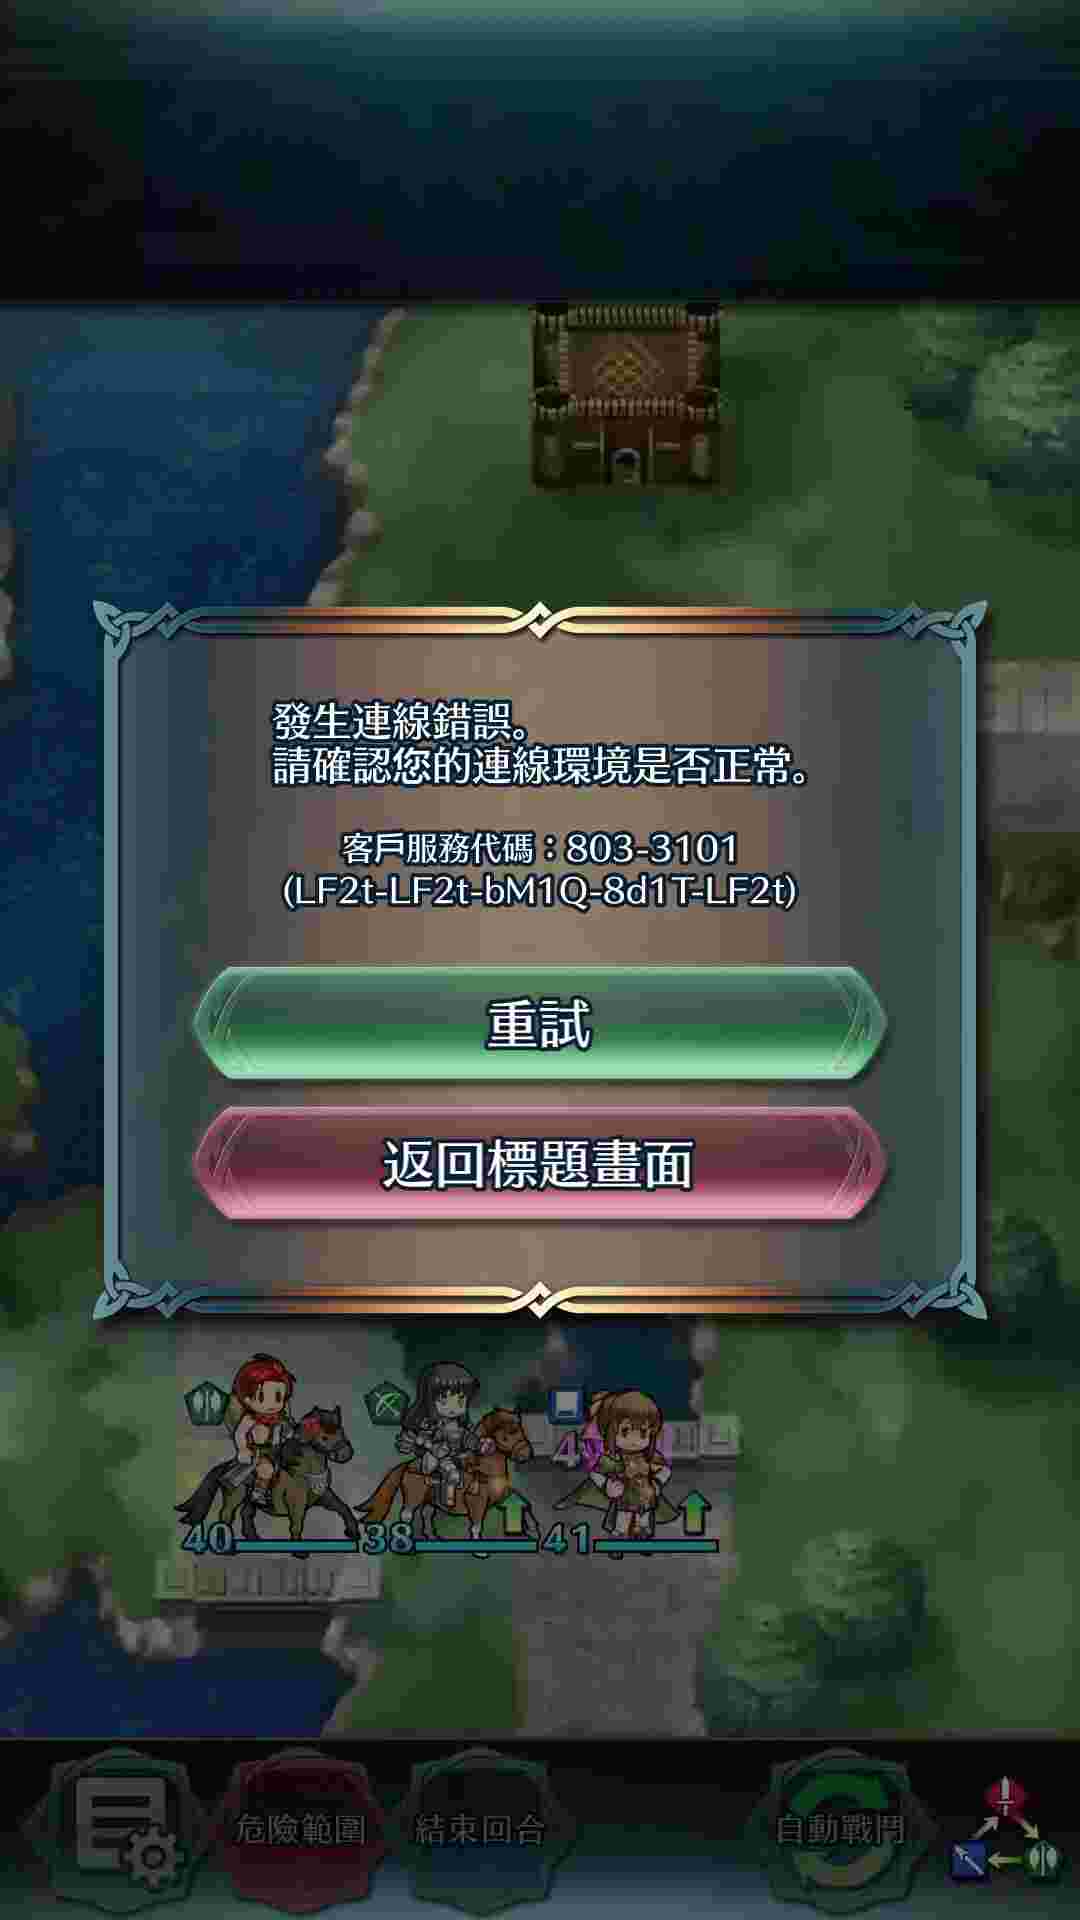 發生連線錯誤。
請確認您的連線環境是否正常。
客戶服務代碼：803-3101
(LF2t-LF2t-bM1Q-8d1T-LF2t)
重試
返回標題畫面
4
40 38 41
危險範圍 結束回合 自動戰鬥